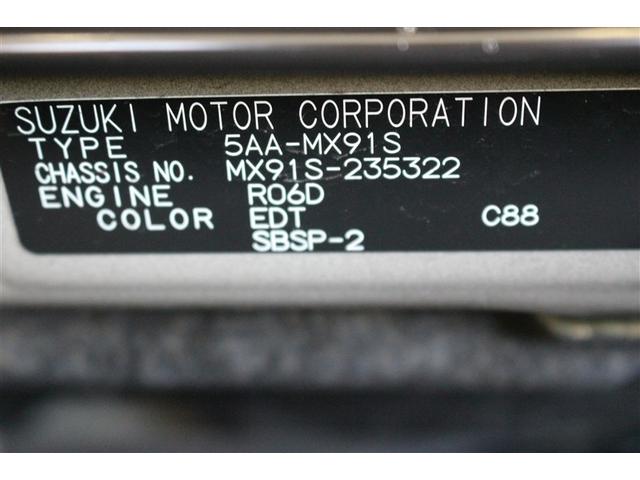 SUZUKI MOTOR CORPORATION
TYPE 5AA-MX91S
CHASSIS NO. MX91S-235322
ENGINE R06D
COLOR EDT C88
SBSP-2